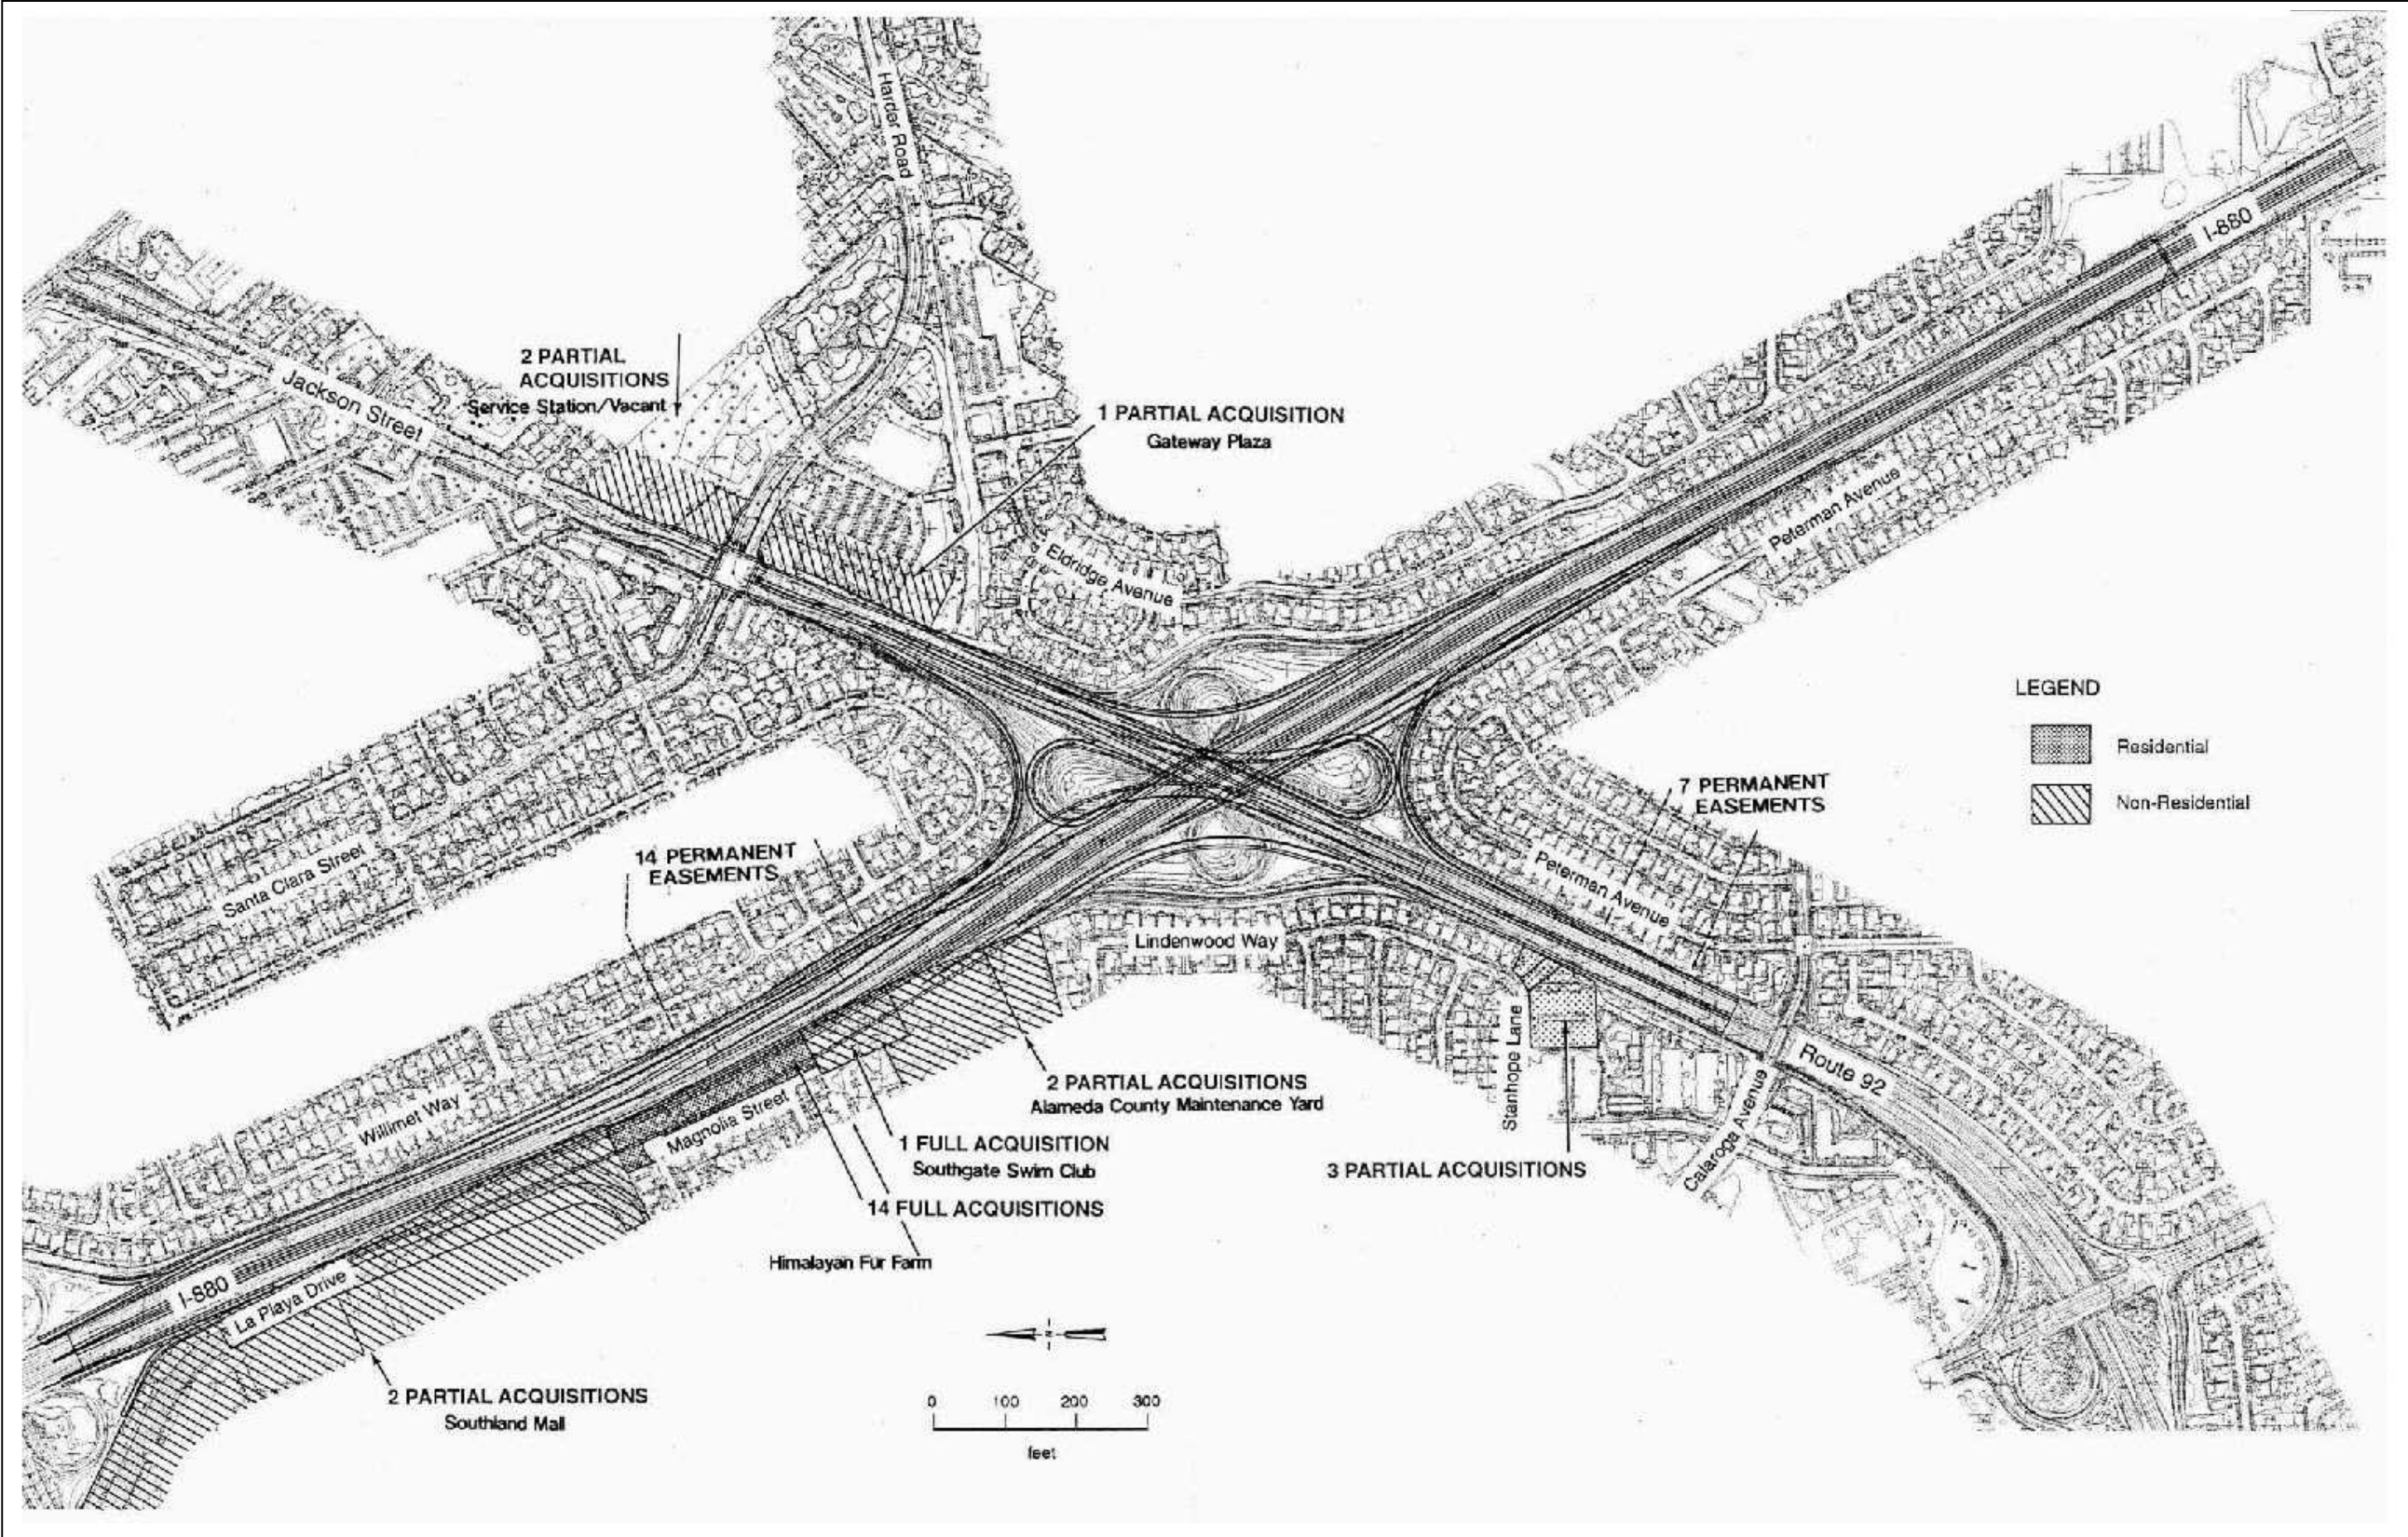 Harder Road
I-880
2 PARTIAL
ACQUISITIONS
Service Station/Vacant
Jackson Street
1 PARTIAL ACQUISITION
Gateway Plaza
Peterman Avenue
Eldridge Avenue
LEGEND
Residential
Non-Residential
7 PERMANENT
EASEMENTS
14 PERMANENT
EASEMENTS
Santa Clara Street
Peterman Avenue
Lindenwood Way
Stanhope Lane
Route 92
Calaroga Avenue
2 PARTIAL ACQUISITIONS
Alameda County Maintenance Yard
Willimet Way
Magnolia Street
1 FULL ACQUISITION
Southgate Swim Club
3 PARTIAL ACQUISITIONS
14 FULL ACQUISITIONS
Himalayan Fur Farm
I-880
La Playa Drive
N
2 PARTIAL ACQUISITIONS
Southland Mall
0 100 200 300
feet